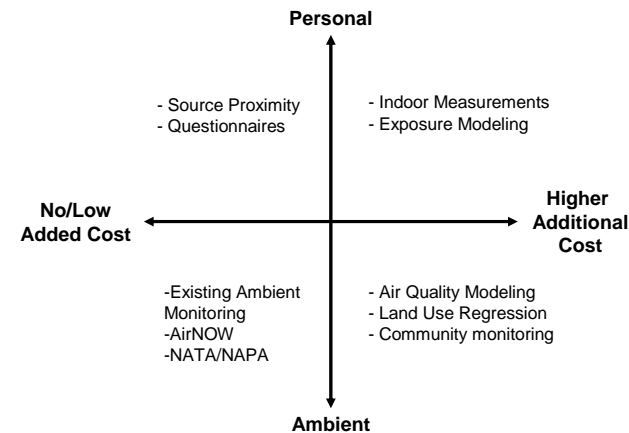 Personal
- Source Proximity
- Questionnaires
- Indoor Measurements
- Exposure Modeling
No/Low
Added Cost
Higher
Additional
Cost
-Existing Ambient
Monitoring
-AirNOW
-NATA/NAPA
- Air Quality Modeling
- Land Use Regression
- Community monitoring
Ambient